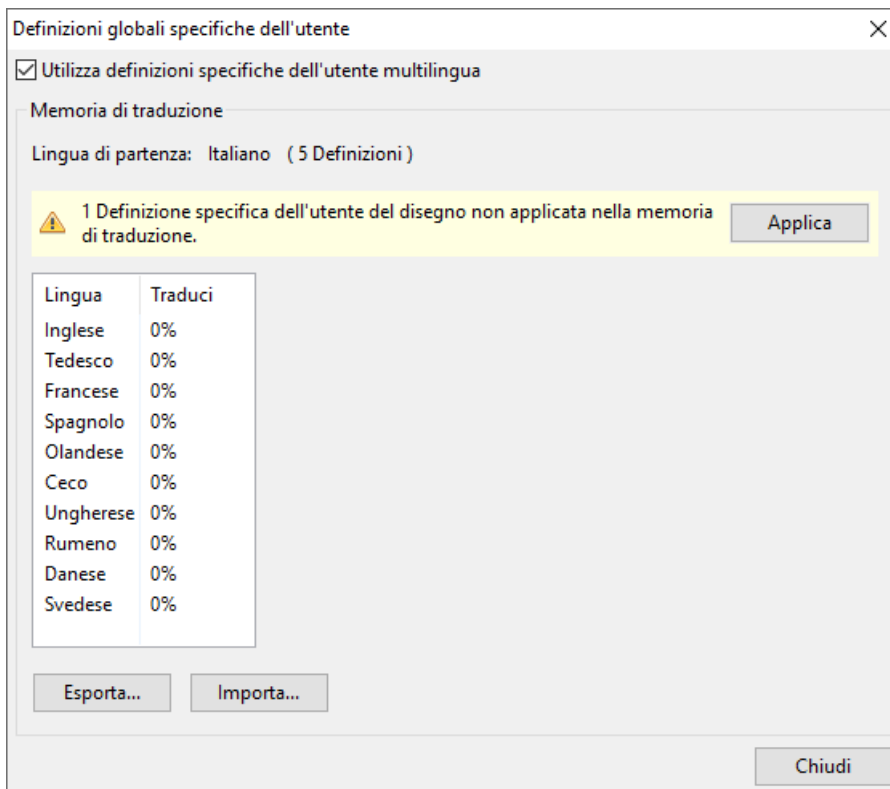 Definizioni globali specifiche dell'utente
Utilizza definizioni specifiche dell'utente multilingua
Memoria di traduzione
Lingua di partenza: Italiano ( 5 Definizioni )
1 Definizione specifica dell'utente del disegno non applicata nella memoria
di traduzione.
Applica
Lingua Traduci
Inglese 0%
Tedesco 0%
Francese 0%
Spagnolo 0%
Olandese 0%
Ceco 0%
Ungherese 0%
Rumeno 0%
Danese 0%
Svedese 0%
Esporta... Importa...
Chiudi